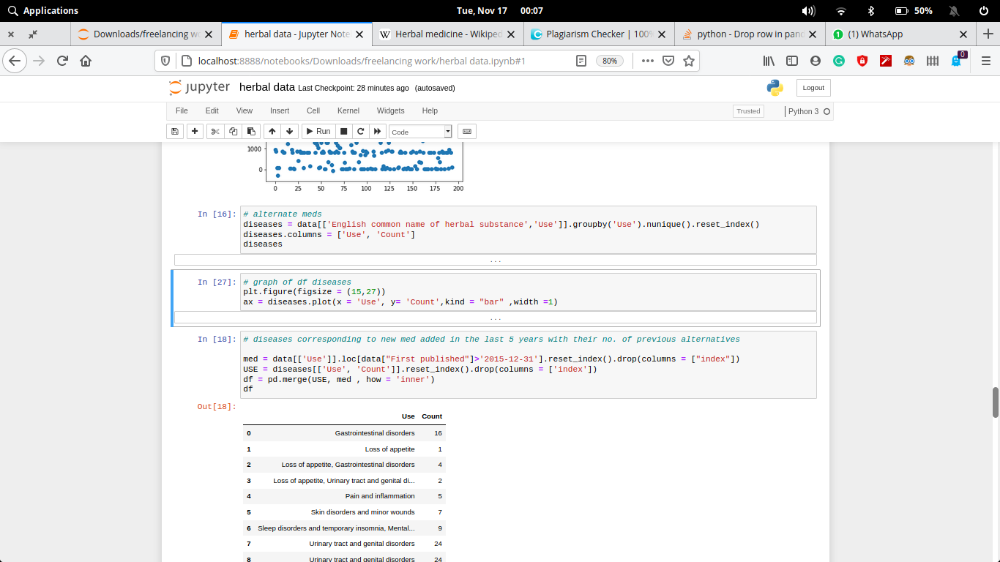 Applications
Tue, Nov 17 00:07
50%
Downloads/freelancing wo
herbal data - Jupyter Note
Herbal medicine - Wikiped
Plagiarism Checker | 100%
python - Drop row in pand
(1) WhatsApp
localhost:8888/notebooks/Downloads/freelancing work/herbal data.ipynb#1
80%
0
jupyter herbal data Last Checkpoint: 28 minutes ago (autosaved)
Logout
File Edit View Insert Cell Kernel Widgets Help
Trusted
Python 3
Run
Code
1000
0
0 25 50 75 100 125 150 175 200
In [16]:
# alternate meds
diseases = data[['English common name of herbal substance','Use']].groupby('Use').nunique().reset_index()
diseases.columns = ['Use', 'Count']
diseases
...
In [27]:
# graph of df diseases
plt.figure(figsize = (15,27))
ax = diseases.plot(x = 'Use', y= 'Count',kind = "bar" ,width =1)
...
In [18]:
# diseases corresponding to new med added in the last 5 years with their no. of previous alternatives
med = data[['Use']].loc[data["First published"]>'2015-12-31'].reset_index().drop(columns = ["index"])
USE = diseases[['Use', 'Count']].reset_index().drop(columns = ['index'])
df = pd.merge(USE, med , how = 'inner')
df
Out[18]:
Use Count
0 Gastrointestinal disorders 16
1 Loss of appetite 1
2 Loss of appetite, Gastrointestinal disorders 4
3 Loss of appetite, Urinary tract and genital di... 2
4 Pain and inflammation 5
5 Skin disorders and minor wounds 7
6 Sleep disorders and temporary insomnia, Mental... 9
7 Urinary tract and genital disorders 24
8 Urinary tract and genital disorders 24